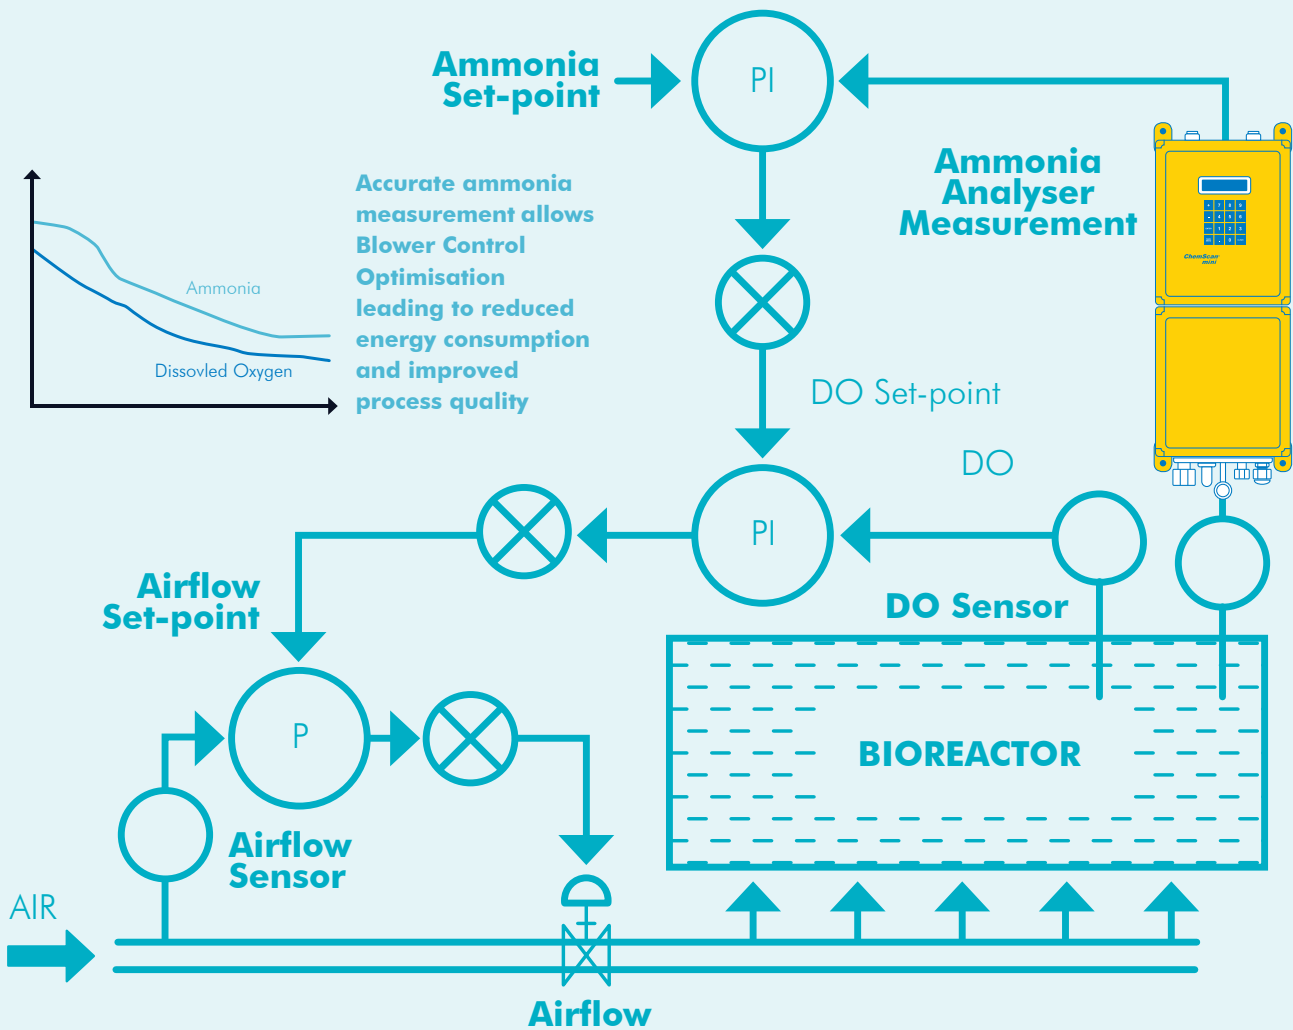 Ammonia
Set-point
PI
Ammonia
Analyser
Measurement
ChemScan
mini
Accurate ammonia
measurement allows
Blower Control
Optimisation
leading to reduced
energy consumption
and improved
process quality
Ammonia
Dissovled Oxygen
DO Set-point
DO
PI
Airflow
Set-point
DO Sensor
P
BIOREACTOR
Airflow
Sensor
AIR
Airflow